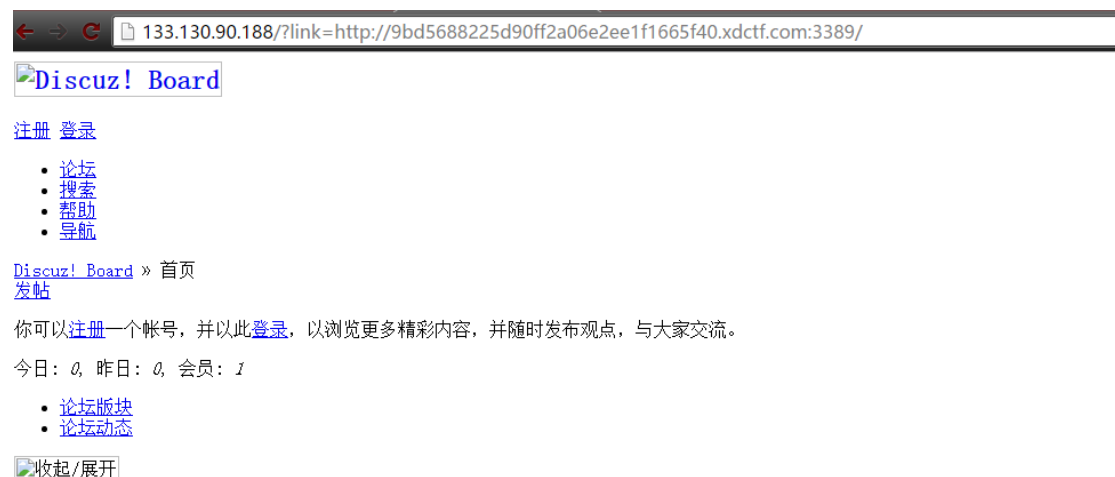 133.130.90.188/?link=http://9bd5688225d90ff2a06e2ee1f1665f40.xdctf.com:3389/
Discuz! Board
注册 登录
论坛
搜索
帮助
导航
Discuz! Board » 首页
发帖
你可以注册一个帐号，并以此登录，以浏览更多精彩内容，并随时发布观点，与大家交流。
今日: 0, 昨日: 0, 会员: 1
论坛版块
论坛动态
收起/展开